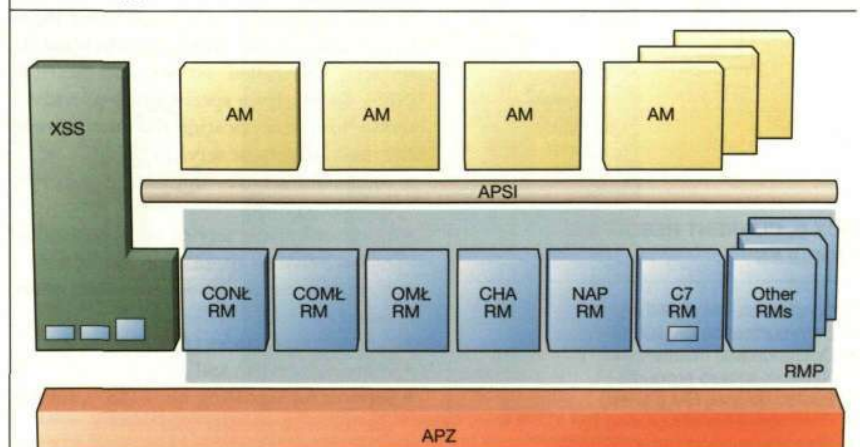 XSS
AM
AM
AM
AM
APSI
CONŁ
RM
COMŁ
RM
OMŁ
RM
CHA
RM
NAP
RM
C7
RM
Other
RMs
RMP
APZ